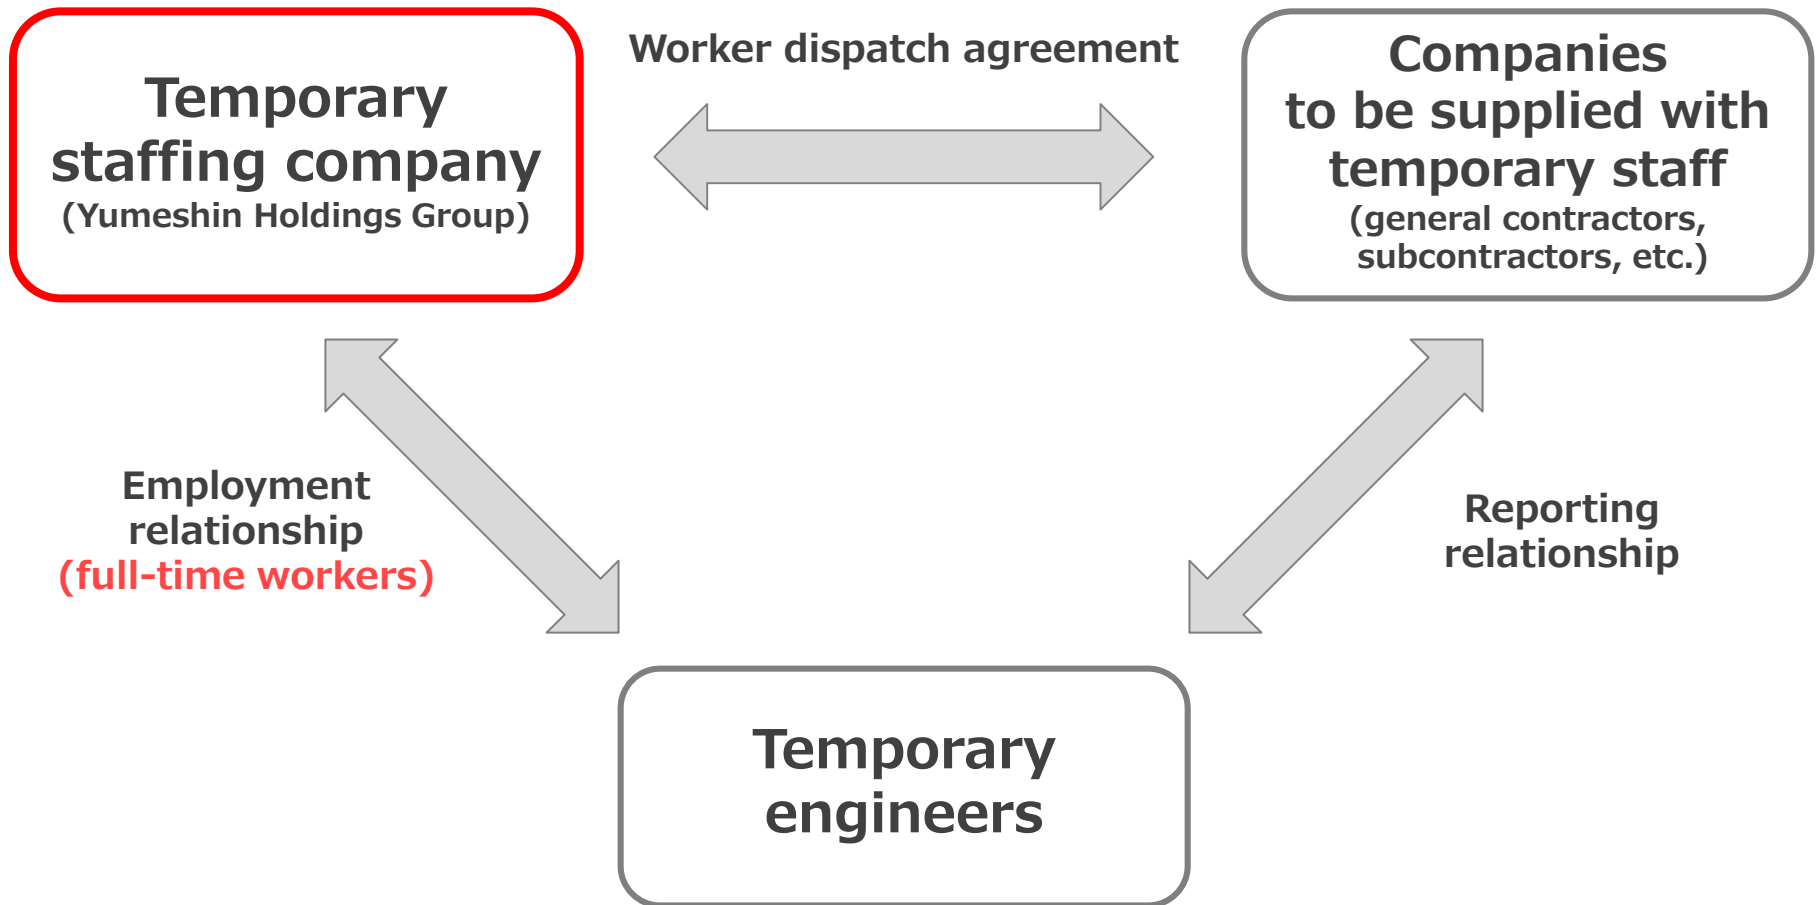 Temporary
staffing company
(Yumeshin Holdings Group)
Worker dispatch agreement
Companies
to be supplied with
temporary staff
(general contractors,
subcontractors, etc.)
Employment
relationship
(full-time workers)
Reporting
relationship
Temporary
engineers